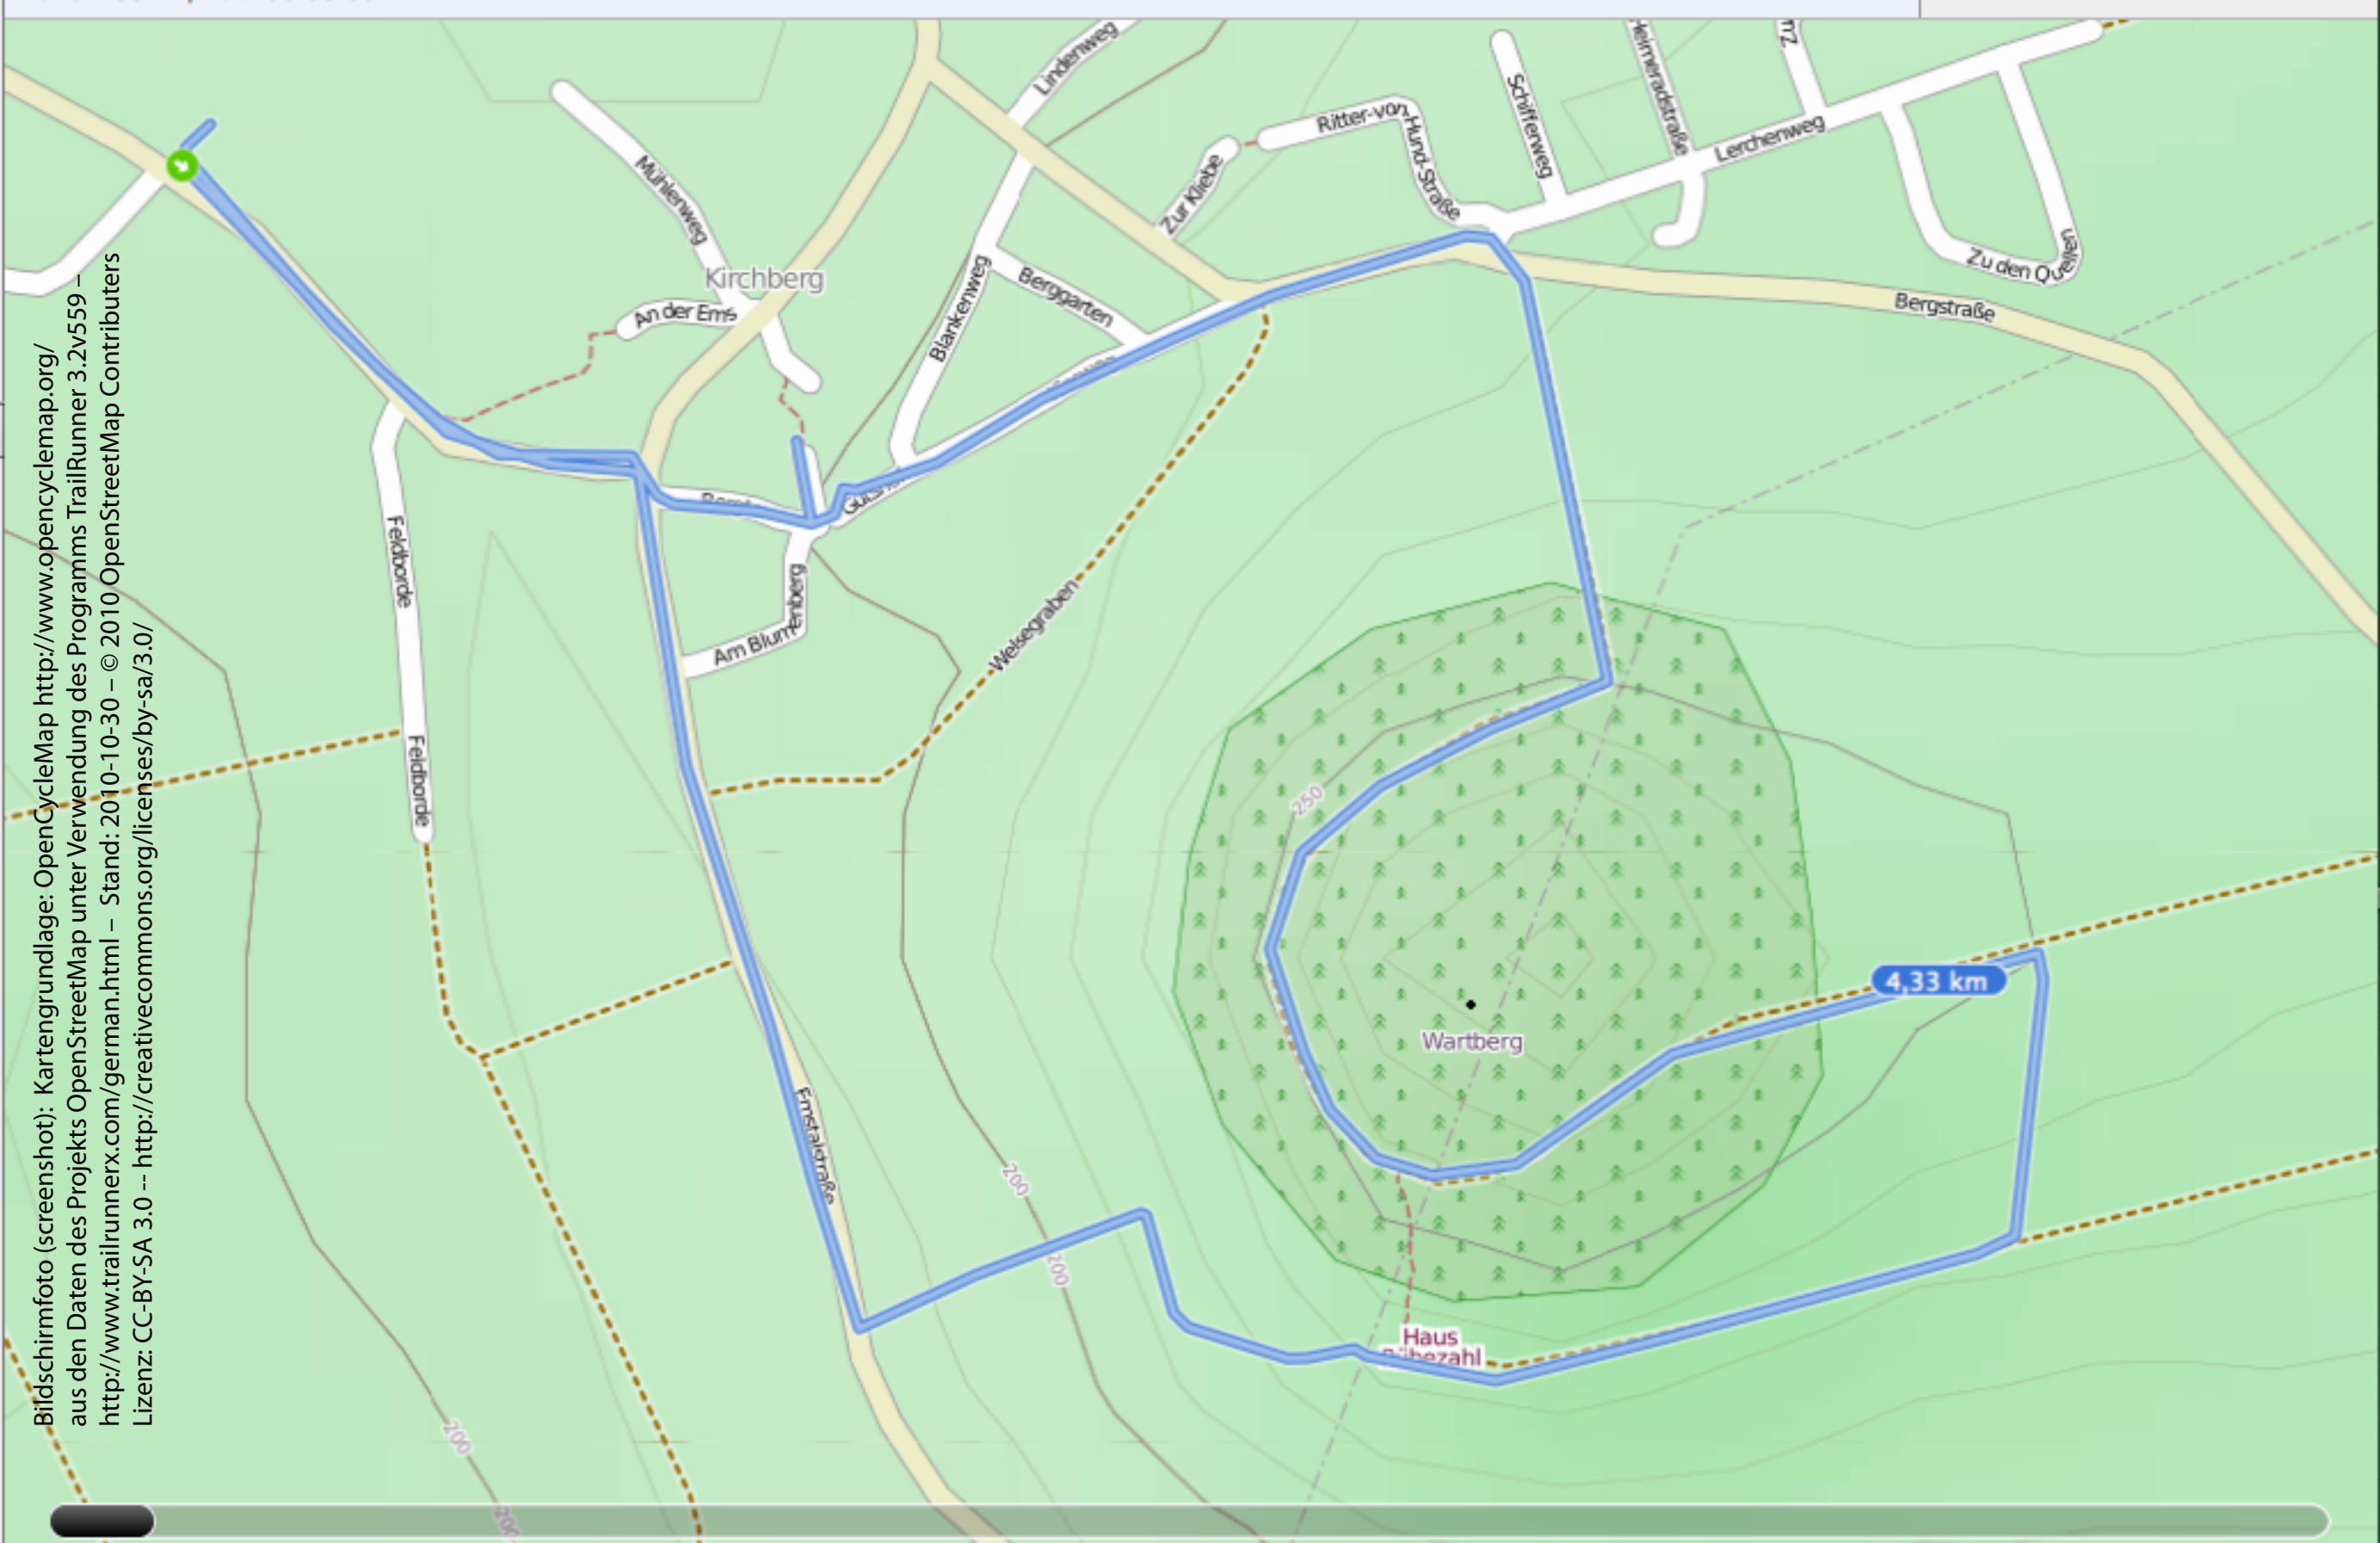 Bildschirmfoto (screenshot): Kartengrundlage: OpenCycleMap http://www.opencyclemap.org/
aus den Daten des Projekts OpenStreetMap unter Verwendung des Programms TrailRunner 3.2v559 –
http://www.trailrunnerx.com/german.html – Stand: 2010-10-30 – © 2010 OpenStreetMap Contributers
Lizenz: CC-BY-SA 3.0 -- http://creativecommons.org/licenses/by-sa/3.0/
Lindenweg
Mühlenweg
Kirchberg
An der Ems
Blankenweg
Berggarten
Zur Kliebe
Ritter-von
Hund-Straße
Schifferweg
Heimeradstraße
Lerchenweg
Zu den Quellen
Bergstraße
Feldborde
Feldborde
Am Blumenberg
Welsegraben
Emstalstraße
250
Wartberg
4,33 km
200
200
200
200
Haus
Rübezahl